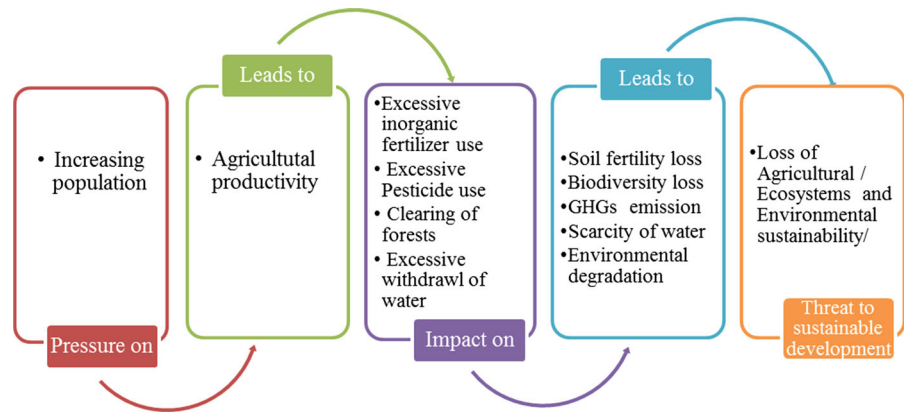 • Increasing
population
Pressure on
Leads to
• Agricultutal
productivity
•Excessive
inorganic
fertilizer use
• Excessive
Pesticide use
• Clearing of
forests
• Excessive
withdrawl of
water
Impact on
Leads to
•Soil fertility loss
•Biodiversity loss
•GHGs emission
•Scarcity of water
•Environmental
degradation
•Loss of
Agricultural /
Ecosystems and
Environmental
sustainability/
Threat to
sustainable
development